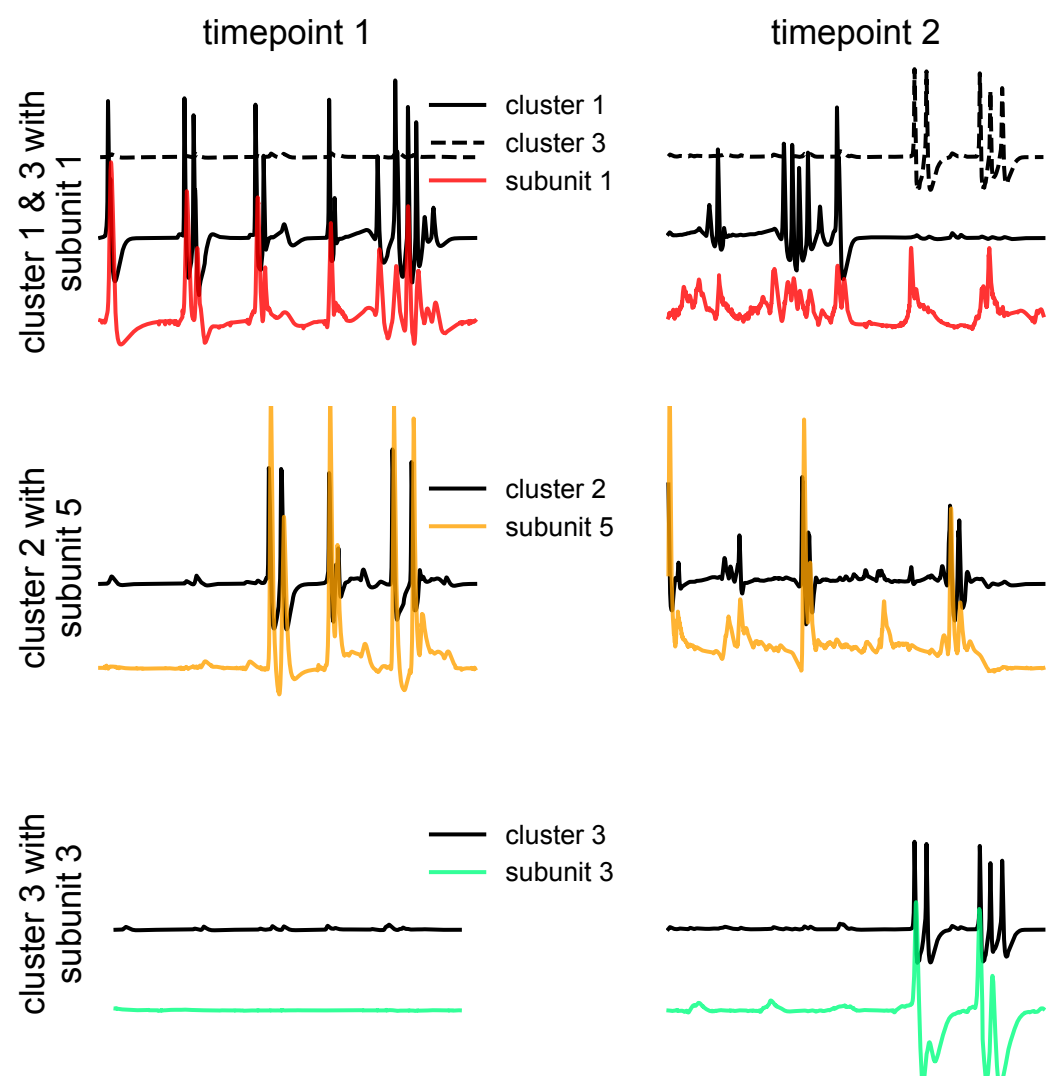 timepoint 1
timepoint 2
cluster 1 & 3 with
subunit 1
cluster 1
cluster 3
subunit 1
cluster 2 with
subunit 5
cluster 2
subunit 5
cluster 3 with
subunit 3
cluster 3
subunit 3